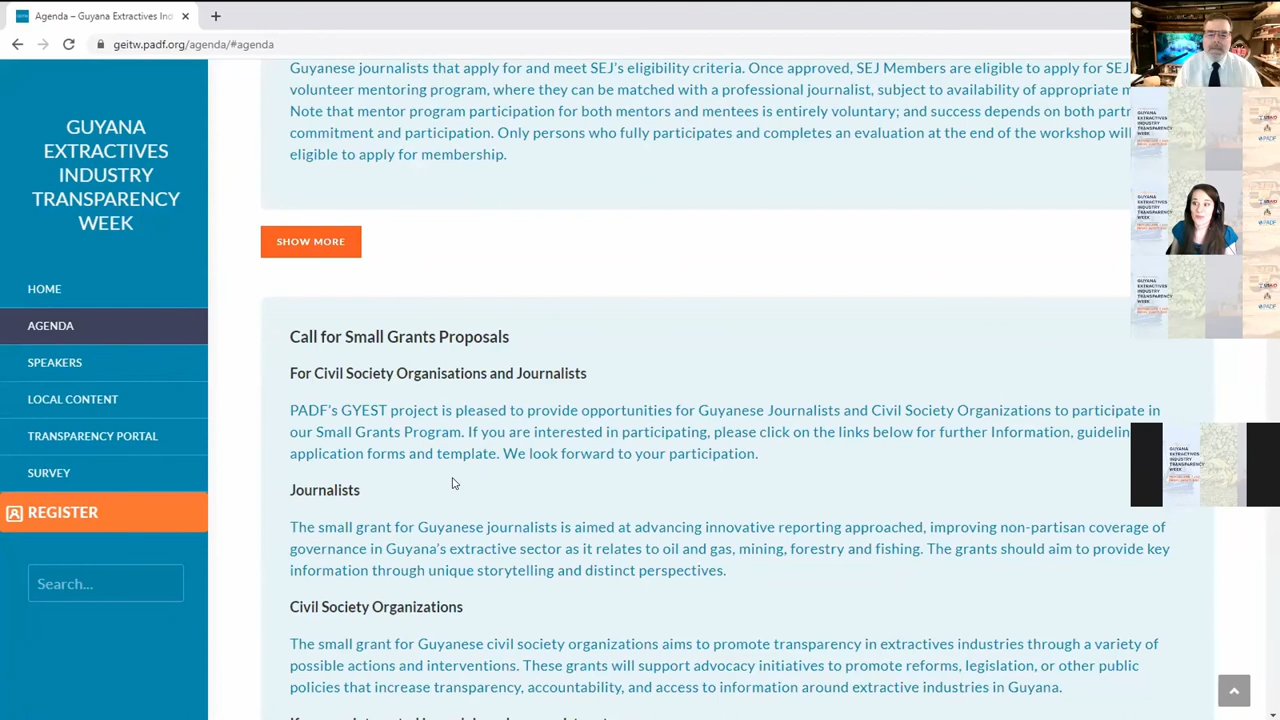 Agenda – Guyana Extractives Ind
geitw.padf.org/agenda/#agenda
GUYANA
EXTRACTIVES
INDUSTRY
TRANSPARENCY
WEEK
HOME
AGENDA
SPEAKERS
LOCAL CONTENT
TRANSPARENCY PORTAL
SURVEY
REGISTER
Search...
Guyanese journalists that apply for and meet SEJ's eligibility criteria. Once approved, SEJ Members are eligible to apply for SEJ
volunteer mentoring program, where they can be matched with a professional journalist, subject to availability of appropriate m
Note that mentor program participation for both mentors and mentees is entirely voluntary; and success depends on both partn
commitment and participation. Only persons who fully participates and completes an evaluation at the end of the workshop will
eligible to apply for membership.
SHOW MORE
Call for Small Grants Proposals
For Civil Society Organisations and Journalists
PADF's GYEST project is pleased to provide opportunities for Guyanese Journalists and Civil Society Organizations to participate in
our Small Grants Program. If you are interested in participating, please click on the links below for further Information, guidelin
application forms and template. We look forward to your participation.
Journalists
The small grant for Guyanese journalists is aimed at advancing innovative reporting approached, improving non-partisan coverage of
governance in Guyana's extractive sector as it relates to oil and gas, mining, forestry and fishing. The grants should aim to provide key
information through unique storytelling and distinct perspectives.
Civil Society Organizations
The small grant for Guyanese civil society organizations aims to promote transparency in extractives industries through a variety of
possible actions and interventions. These grants will support advocacy initiatives to promote reforms, legislation, or other public
policies that increase transparency, accountability, and access to information around extractive industries in Guyana.
GUYANA
EXTRACTIVES
INDUSTRY
TRANSPARENCY
WEEK
USAID
PADF
GUYANA
EXTRACTIVES
INDUSTRY
TRANSPARENCY
WEEK
USAID
PADF
GUYANA
EXTRACTIVES
INDUSTRY
TRANSPARENCY
WEEK
USAID
PADF
GUYANA
EXTRACTIVES
INDUSTRY
TRANSPARENCY
WEEK